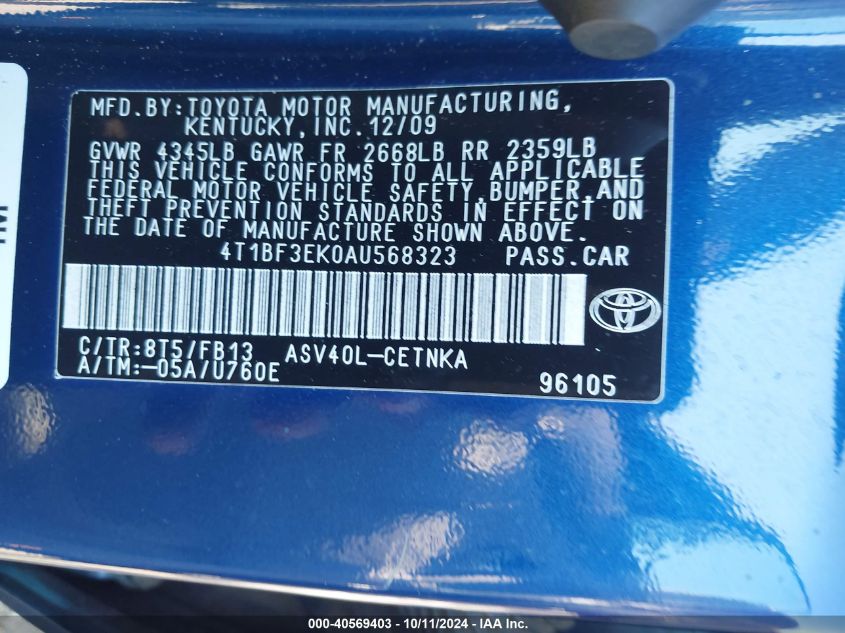 MFD.BY:TOYOTA MOTOR MANUFACTURING,
KENTUCKY,INC.12/09
GVWR 4345LB GAWR FR 2668LB RR 2359LB
THIS VEHICLE CONFORMS TO ALL APPLICABLE
FEDERAL MOTOR VEHICLE SAFETY,BUMPER,AND
THEFT PREVENTION STANDARDS IN EFFECT ON
THE DATE OF MANUFACTURE SHOWN ABOVE.
4T1BF3EK0AU568323 PASS.CAR
C/TR:8T5/FB13 ASV40L-CETNKA
A/TM:-05A/U760E
96105
000-40569403 - 10/11/2024 - IAAI, Inc.